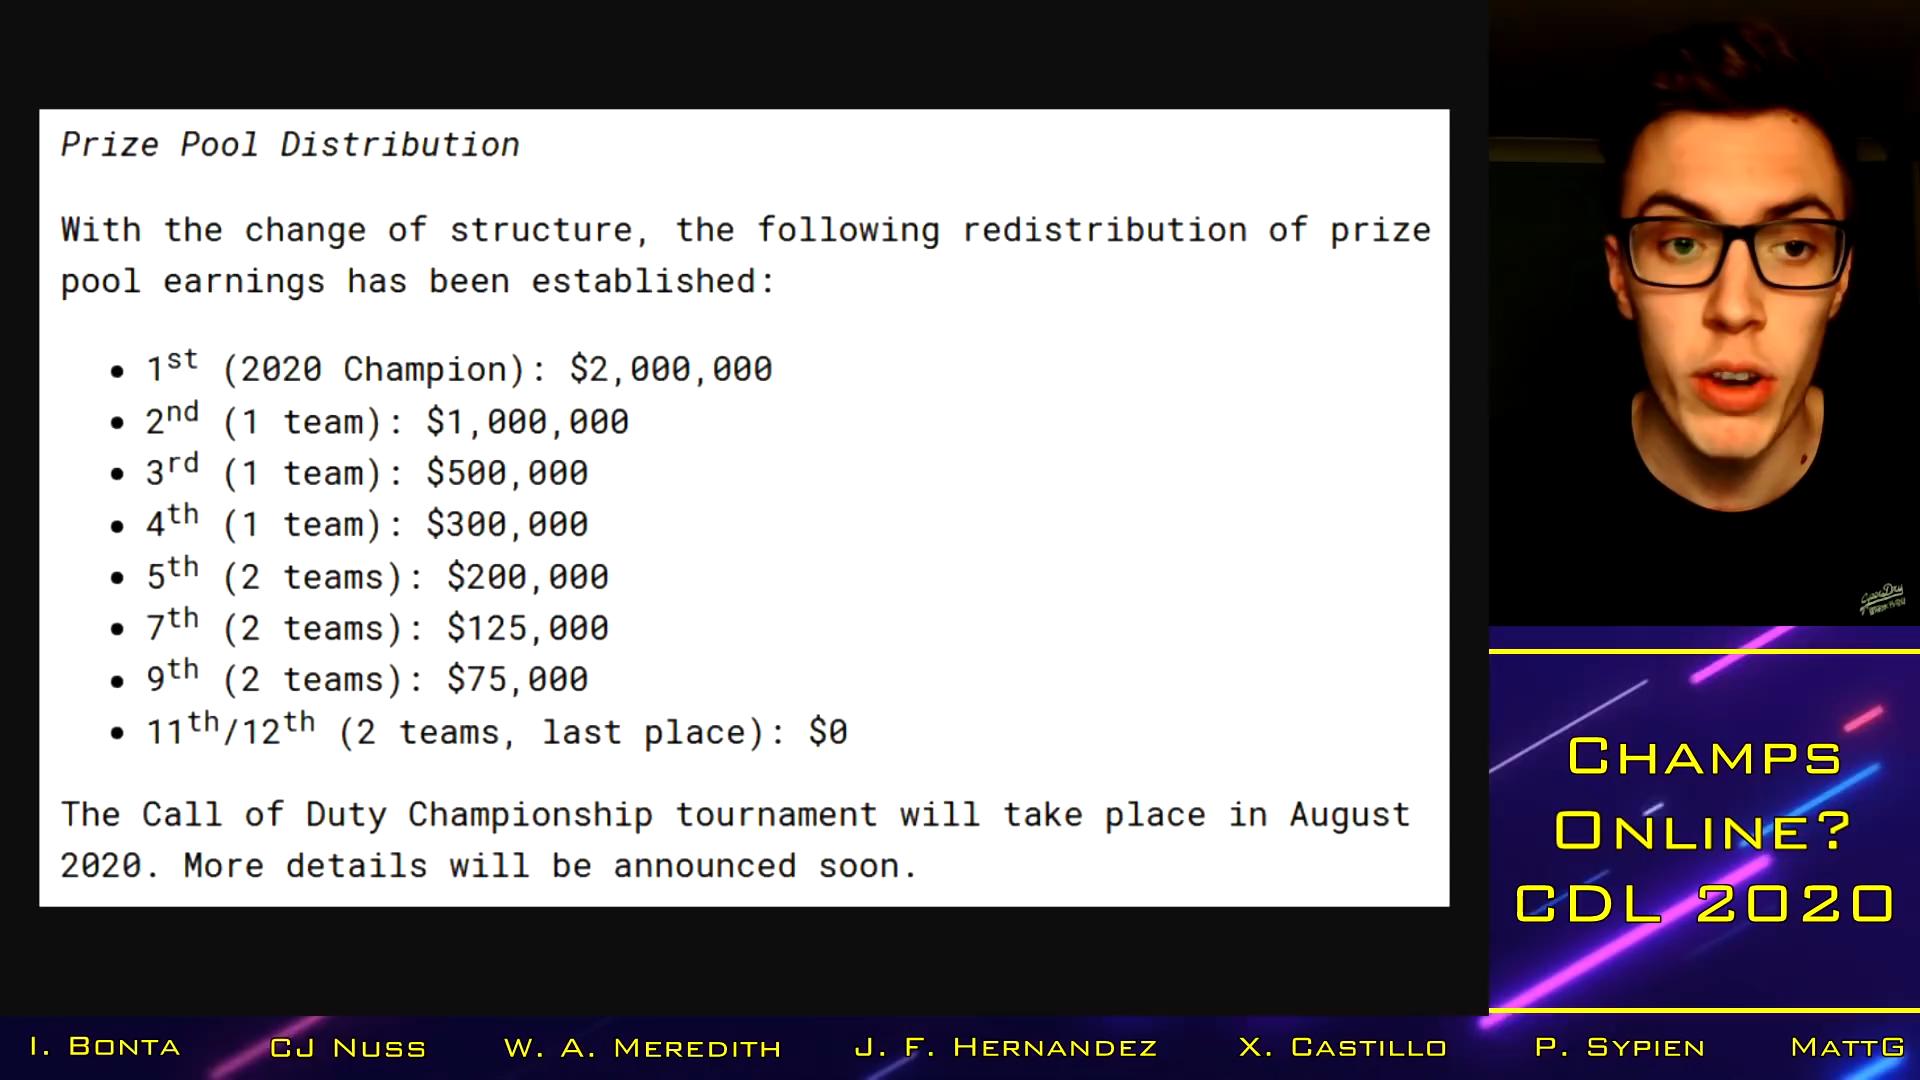 Prize Pool Distribution
With the change of structure, the following redistribution of prize
pool earnings has been established:
• 1st (2020 Champion): $2,000,000
• 2nd (1 team): $1,000,000
• 3rd (1 team): $500,000
• 4th (1 team): $300,000
• 5th (2 teams): $200,000
• 7th (2 teams): $125,000
• 9th (2 teams): $75,000
• 11th/12th (2 teams, last place): $0
The Call of Duty Championship tournament will take place in August
2020. More details will be announced soon.
Champs
Online?
CDL 2020
I. Bonta CJ Nuss W. A. Meredith J. F. Hernandez X. Castillo P. Sypien MattG